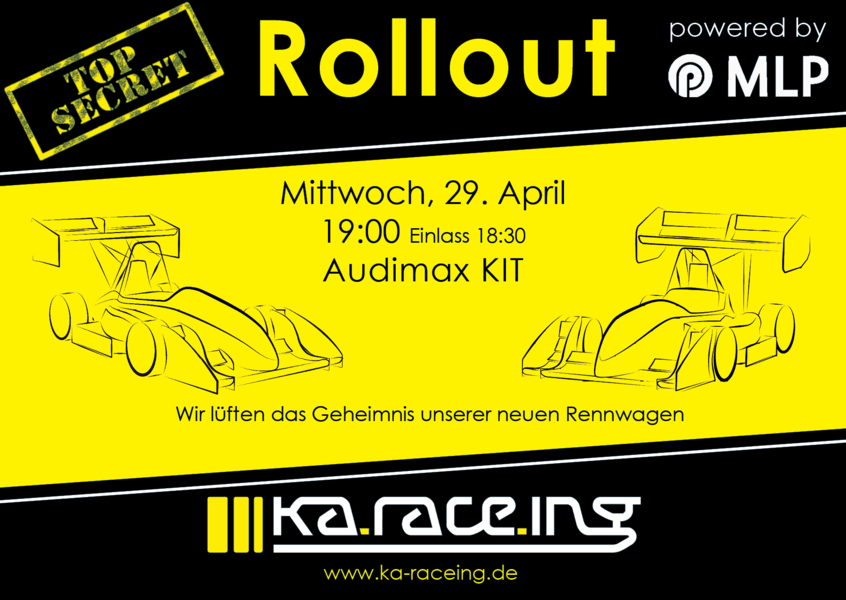 TOP
SECRET
Rollout
powered by
MLP
Mittwoch, 29. April
19:00 Einlass 18:30
Audimax KIT
Wir lüften das Geheimnis unserer neuen Rennwagen
ka.race.ing
www.ka-raceing.de